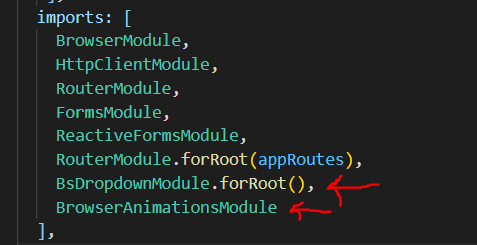 ],
imports: [
BrowserModule,
HttpClientModule,
RouterModule,
FormsModule,
ReactiveFormsModule,
RouterModule.forRoot(appRoutes),
BsDropdownModule.forRoot(),
BrowserAnimationsModule
],